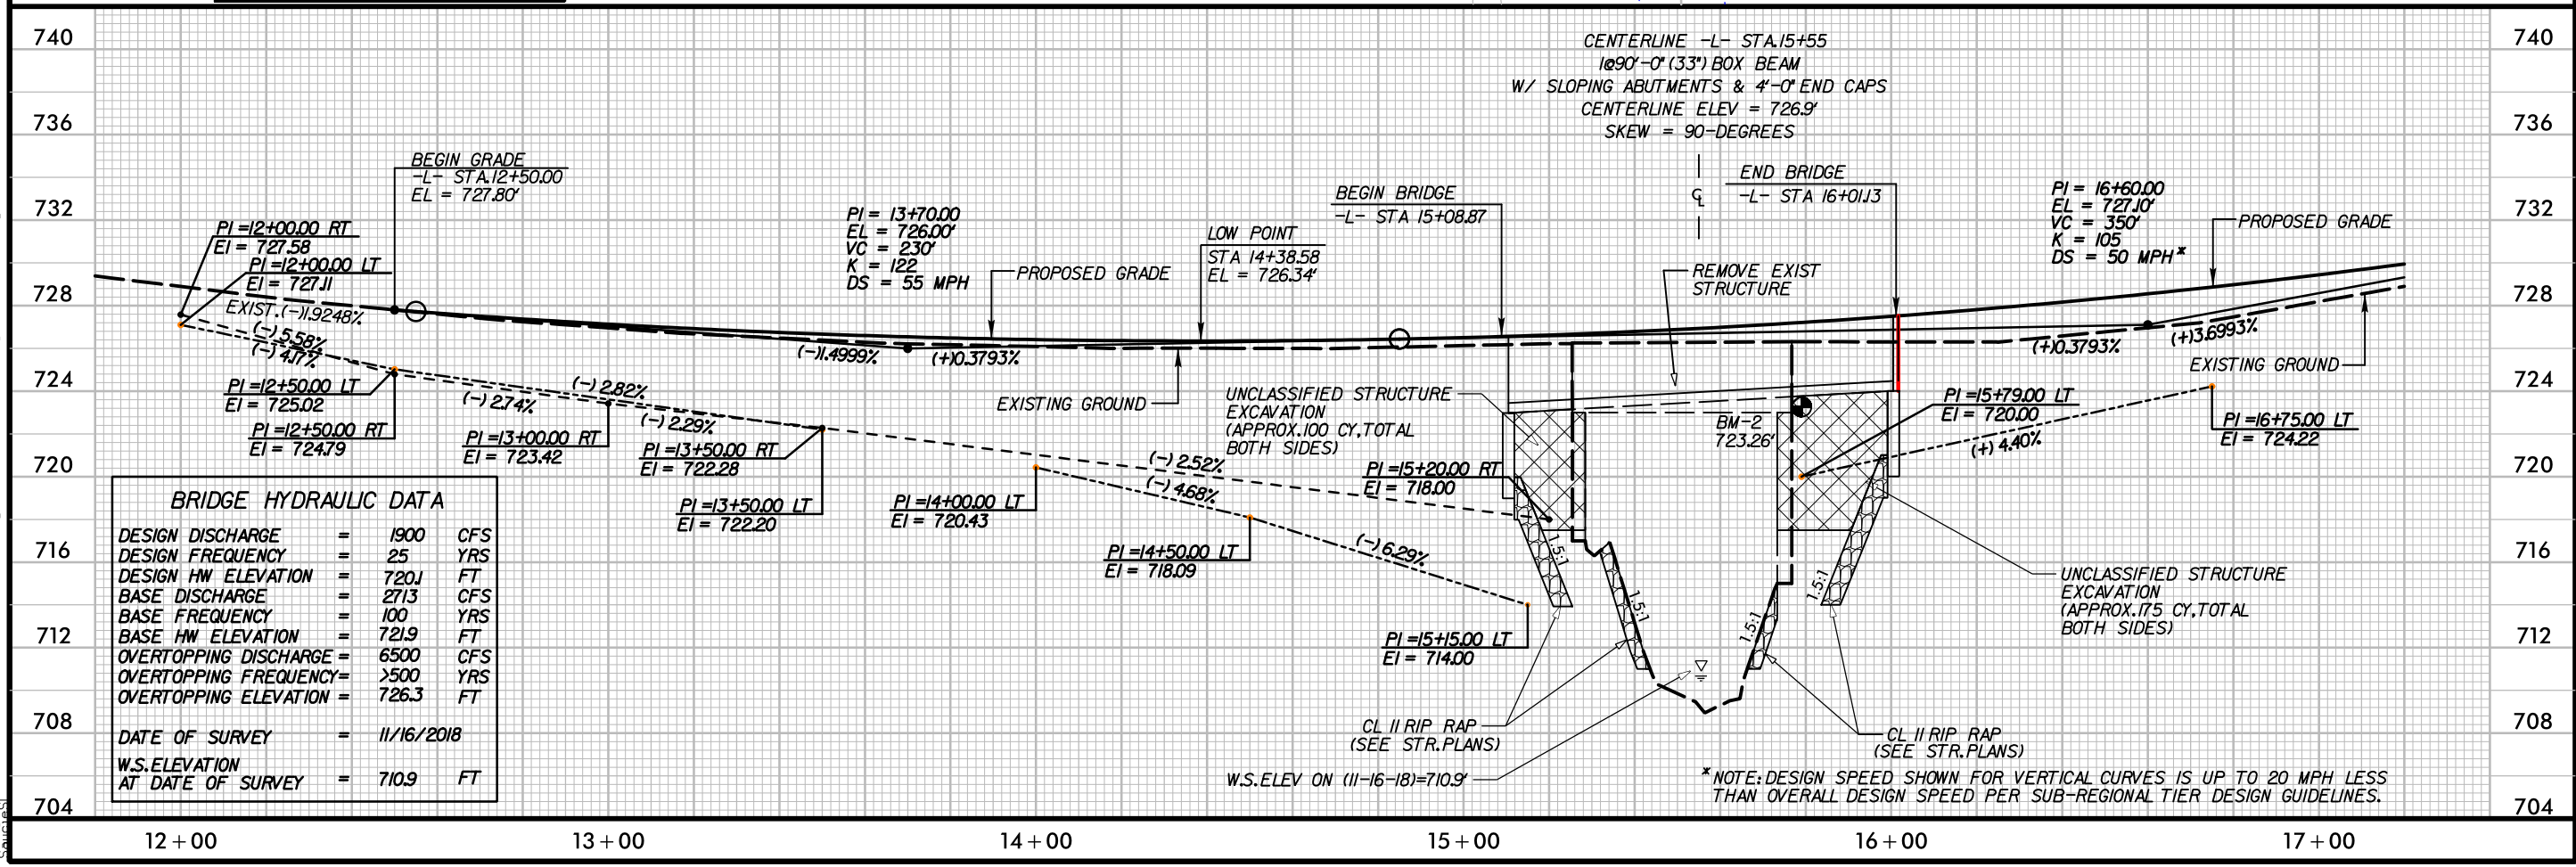 740
736
732
728
724
720
716
712
708
704
CENTERLINE -L- STA.15+55
1@90'-0" (33") BOX BEAM
W/ SLOPING ABUTMENTS & 4'-0" END CAPS
CENTERLINE ELEV = 726.9'
SKEW = 90-DEGREES
740
736
732
728
724
720
716
712
708
704
BEGIN GRADE
-L- STA.12+50.00
EL = 727.80'
PI =12+00.00 RT
El = 727.58
PI =12+00.00 LT
El = 727.11
EXIST.(-)1.9248%
(-) 5.58%
(-) 4.17%
PI =12+50.00 LT
El = 725.02
PI =12+50.00 RT
El = 724.79
(-) 2.82%
(-) 2.74%
(-) 2.29%
PI =13+00.00 RT
El = 723.42
PI =13+50.00 RT
El = 722.28
PI =13+50.00 LT
El = 722.20
PI = 13+70.00
EL = 726.00'
VC = 230'
K = 122
DS = 55 MPH
(-)1.4999%
(+)0.3793%
PROPOSED GRADE
LOW POINT
STA 14+38.58
EL = 726.34'
EXISTING GROUND
PI =14+00.00 LT
El = 720.43
(-) 2.52%
(-) 4.68%
PI =14+50.00 LT
El = 718.09
(-) 6.29%
PI =15+15.00 LT
El = 714.00
BEGIN BRIDGE
-L- STA 15+08.87
UNCLASSIFIED STRUCTURE
EXCAVATION
(APPROX.100 CY,TOTAL
BOTH SIDES)
PI =15+20.00 RT
El = 718.00
END BRIDGE
-L- STA 16+01.13
CL
REMOVE EXIST
STRUCTURE
BM-2
723.26'
PI =15+79.00 LT
El = 720.00
(+) 4.40%
PI =16+75.00 LT
El = 724.22
PI = 16+60.00
EL = 727.10'
VC = 350'
K = 105
DS = 50 MPH*
PROPOSED GRADE
(+)0.3793%
(+)3.6993%
EXISTING GROUND
1.5:1
1.5:1
1.5:1
1.5:1
UNCLASSIFIED STRUCTURE
EXCAVATION
(APPROX.175 CY,TOTAL
BOTH SIDES)
CL II RIP RAP
(SEE STR.PLANS)
CL II RIP RAP
(SEE STR.PLANS)
W.S.ELEV ON (11-16-18)=710.9'
*NOTE: DESIGN SPEED SHOWN FOR VERTICAL CURVES IS UP TO 20 MPH LESS
THAN OVERALL DESIGN SPEED PER SUB-REGIONAL TIER DESIGN GUIDELINES.
BRIDGE HYDRAULIC DATA
DESIGN DISCHARGE = 1900 CFS
DESIGN FREQUENCY = 25 YRS
DESIGN HW ELEVATION = 720.1 FT
BASE DISCHARGE = 2713 CFS
BASE FREQUENCY = 100 YRS
BASE HW ELEVATION = 721.9 FT
OVERTOPPING DISCHARGE = 6500 CFS
OVERTOPPING FREQUENCY= >500 YRS
OVERTOPPING ELEVATION = 726.3 FT
DATE OF SURVEY = 11/16/2018
W.S.ELEVATION
AT DATE OF SURVEY = 710.9 FT
12+00
13+00
14+00
15+00
16+00
17+00